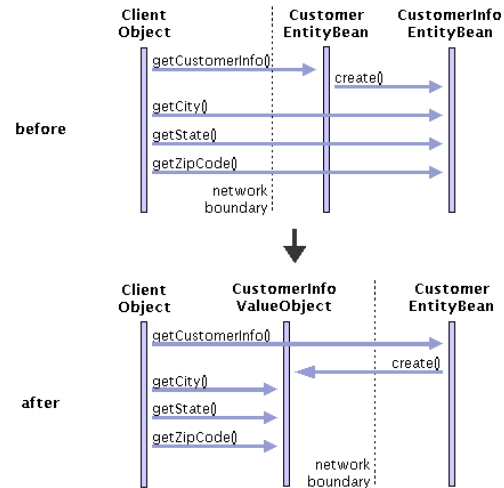 Client
Object
Customer
EntityBean
CustomerInfo
EntityBean
getCustomerInfo()
create()
getCity()
before
getState()
getZipCode()
network
boundary
Client
Object
CustomerInfo
ValueObject
Customer
EntityBean
getCustomerInfo()
create()
getCity()
after
getState()
getZipCode()
network
boundary